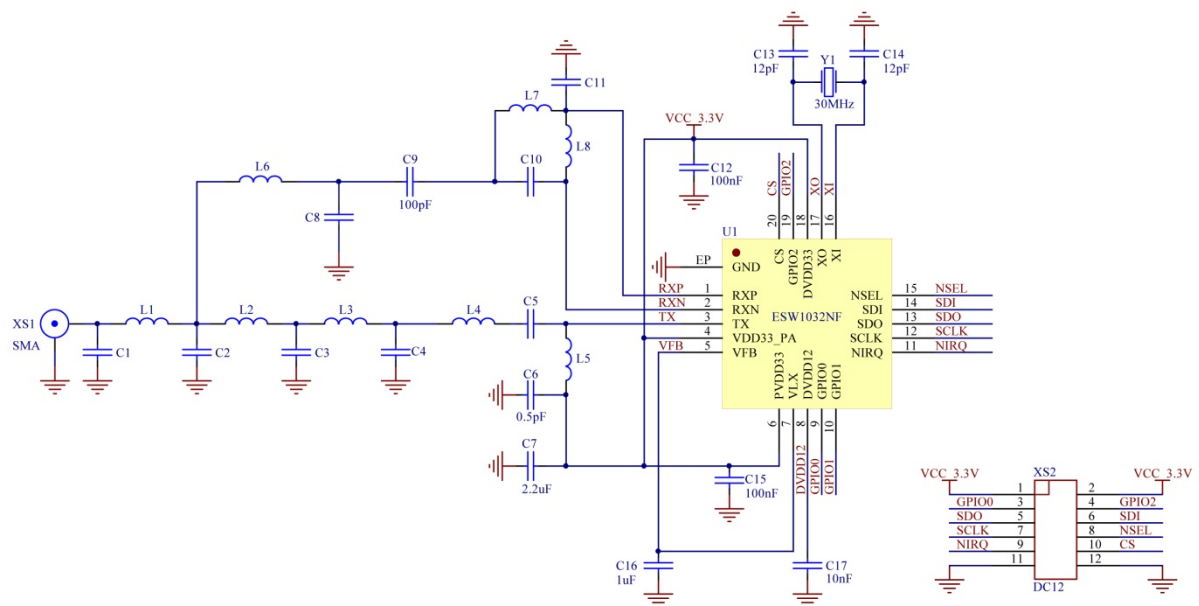 C13
12pF
Y1
30MHz
C14
12pF
C11
L7
VCC_3.3V
L8
C12
100nF
L6
C9
100pF
C10
CS
GPIO2
XO
XI
C8
20
19
18
17
16
U1
CS
GPIO2
DVDD33
XO
XI
EP
GND
RXP
1
RXP
NSEL
15
NSEL
RXN
2
RXN
SDI
14
SDI
XS1
SMA
L1
L2
L3
L4
C5
TX
3
TX
ESW1032NF
SDO
13
SDO
4
VDD33_PA
SCLK
12
SCLK
VFB
5
VFB
NIRQ
11
NIRQ
C1
C2
C3
C4
L5
C6
0.5pF
PVDD33
VLX
DVDD12
GPIO0
GPIO1
6
7
8
9
10
C7
2.2uF
C15
100nF
DVDD12
GPIO0
GPIO1
C16
1uF
C17
10nF
VCC_3.3V
XS2
VCC_3.3V
1
2
GPIO0
3
4
GPIO2
SDO
5
6
SDI
SCLK
7
8
NSEL
NIRQ
9
10
CS
11
12
DC12